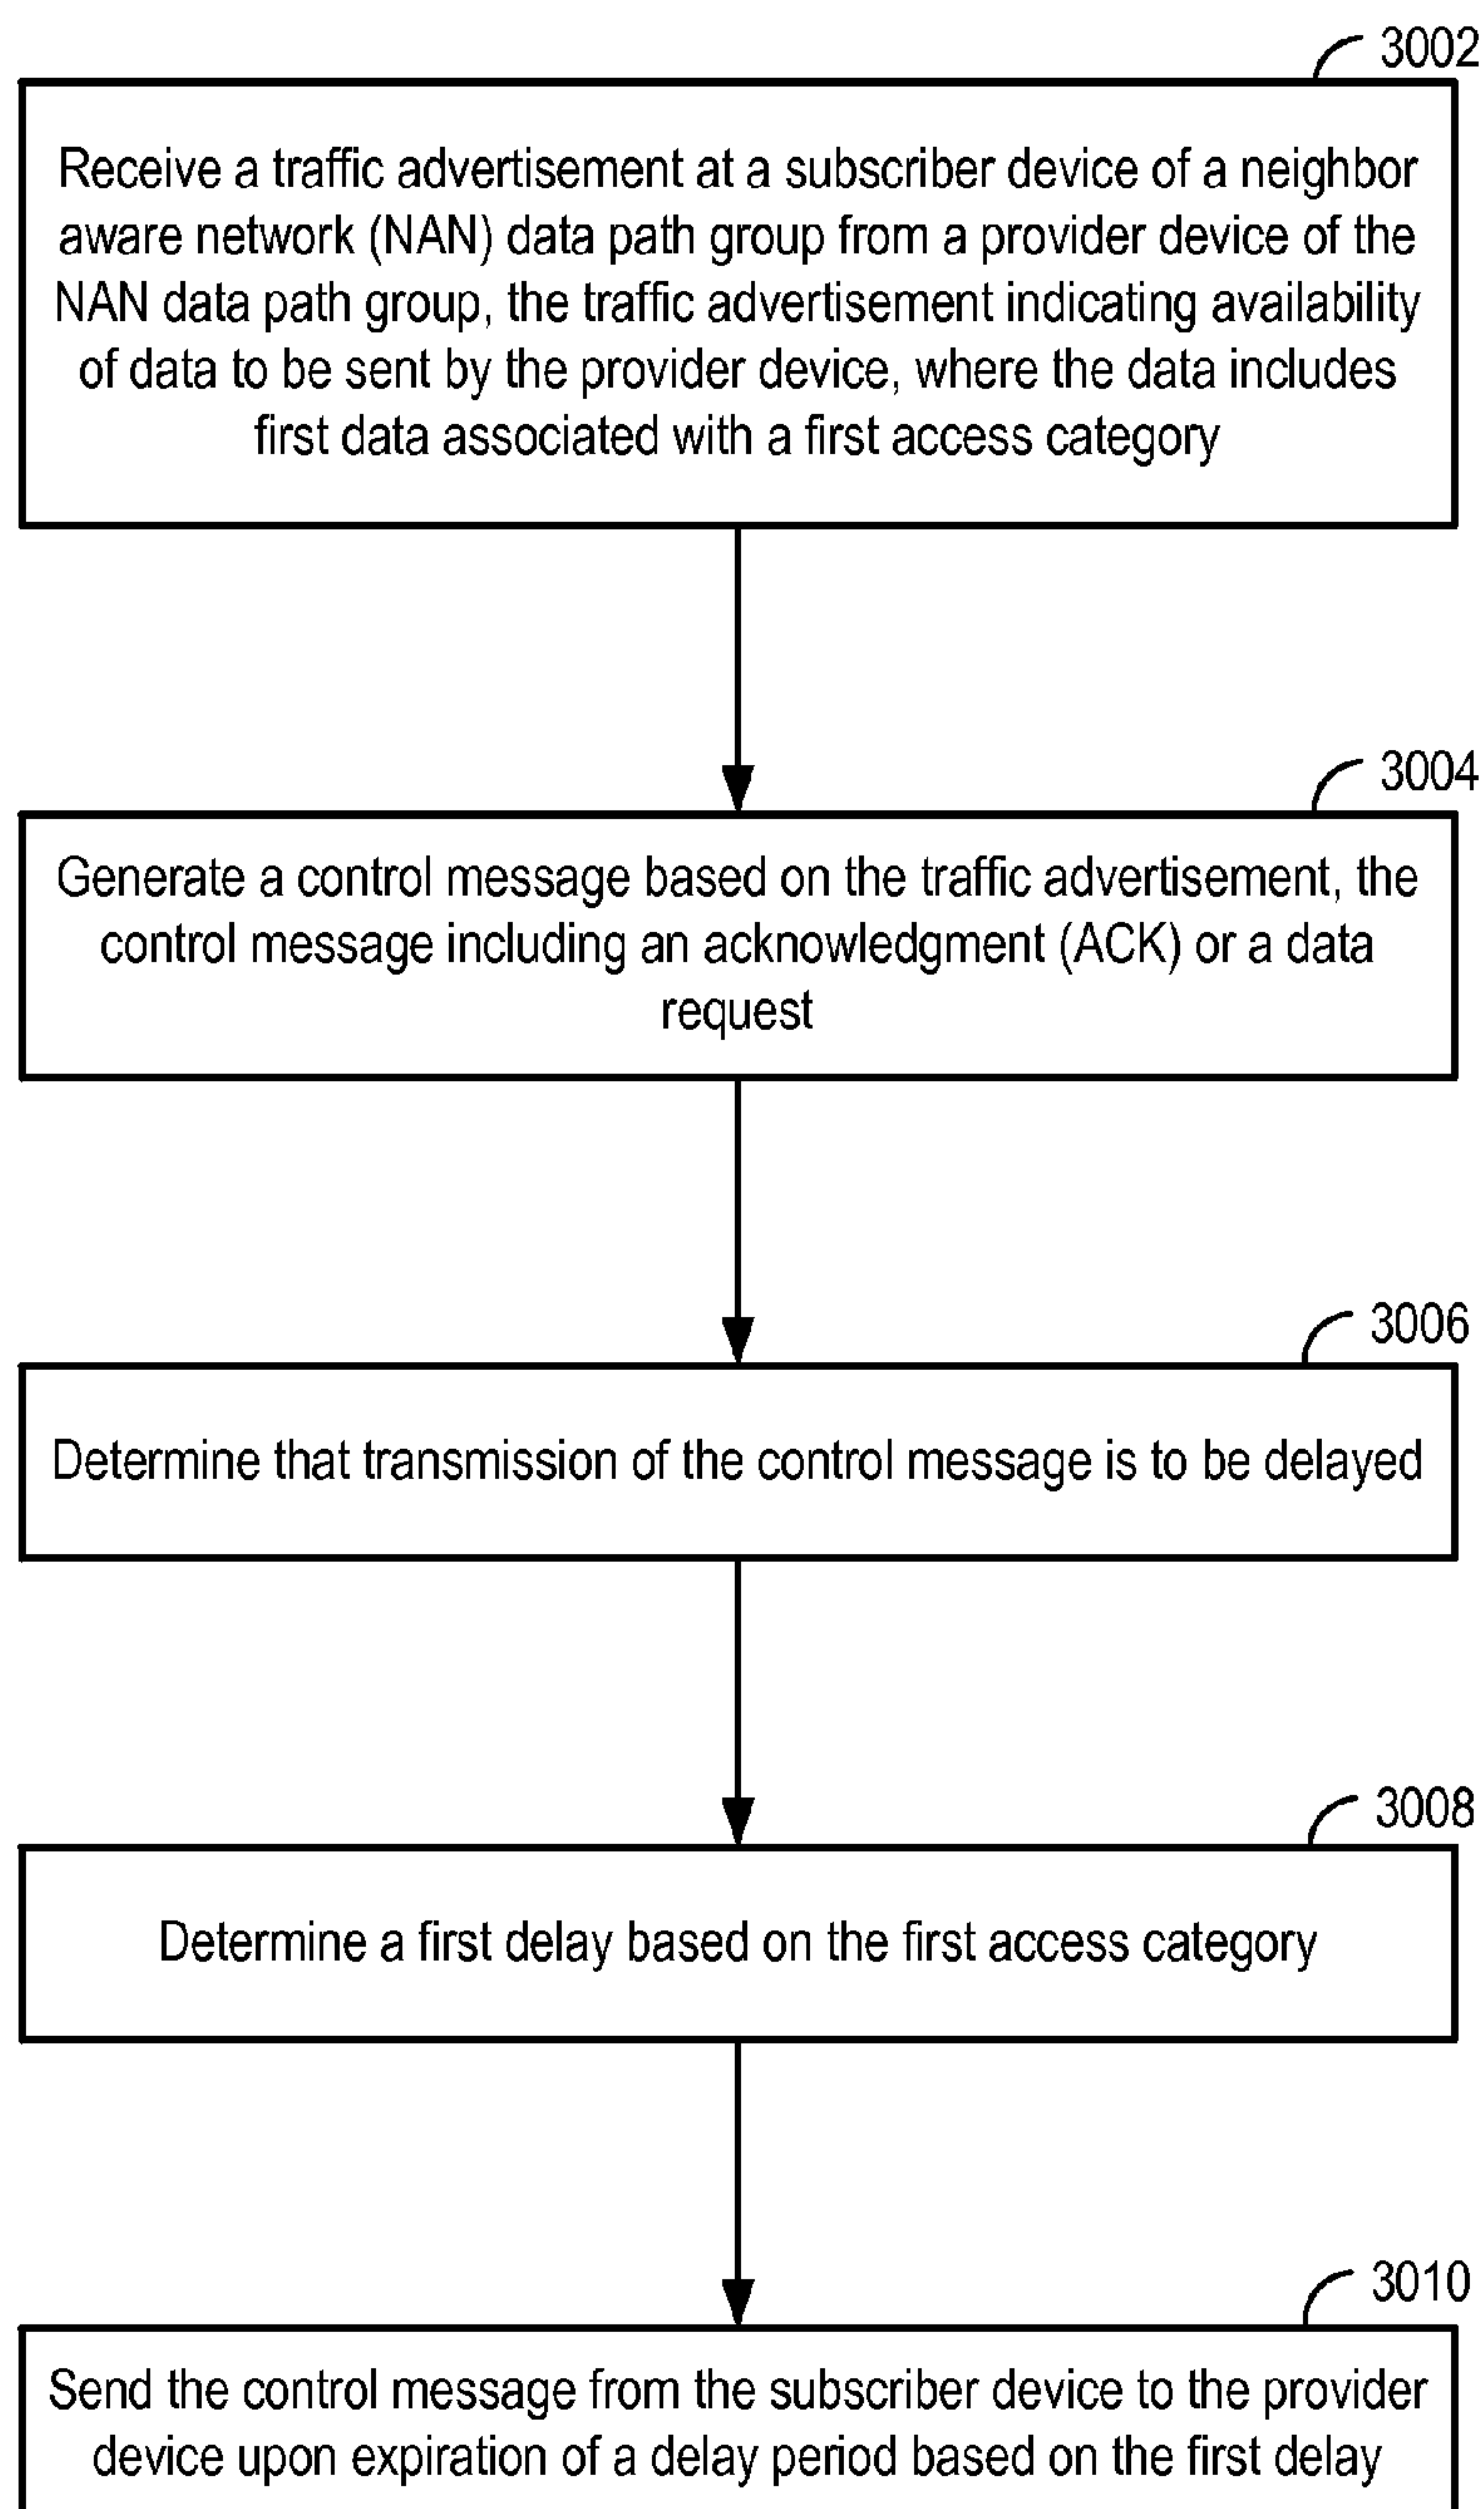 3002
Receive a traffic advertisement at a subscriber device of a neighbor
aware network (NAN) data path group from a provider device of the
NAN data path group, the traffic advertisement indicating availability
of data to be sent by the provider device, where the data includes
first data associated with a first access category
3004
Generate a control message based on the traffic advertisement, the
control message including an acknowledgment (ACK) or a data
request
3006
Determine that transmission of the control message is to be delayed
3008
Determine a first delay based on the first access category
3010
Send the control message from the subscriber device to the provider
device upon expiration of a delay period based on the first delay